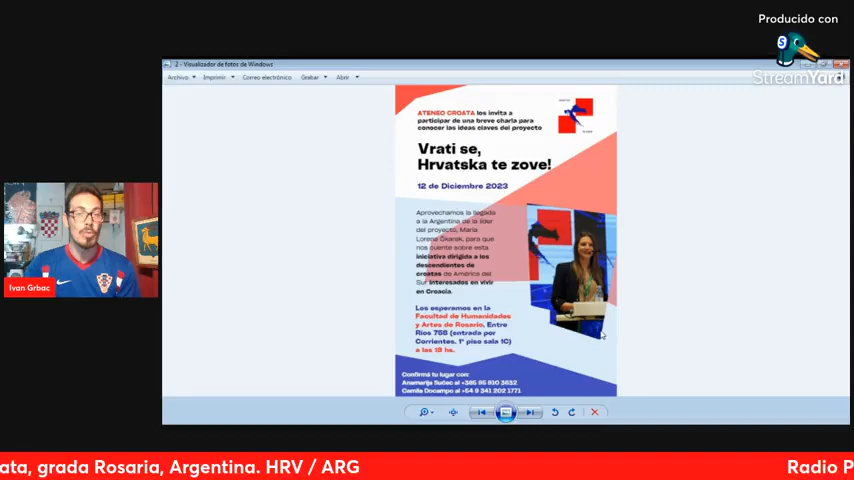 Producido con
StreamYard
2 - Visualizador de fotos de Windows
Archivo Imprimir Correo electrónico Grabar Abrir
ATENEO CROATA los invita a
participar de una breve charla para
conocer las ideas claves del proyecto
Vrati se,
Hrvatska te zove!
12 de Diciembre 2023
Aprovechamos la llegada
a la Argentina de la líder
del proyecto, María
Lorena Škarek, para que
nos cuente sobre esta
iniciativa dirigida a los
descendientes de
croatas de América del
Sur interesados en vivir
en Croacia.
Los esperamos en la
Facultad de Humanidades
y Artes de Rosario, Entre
Ríos 758 (entrada por
Corrientes, 1° piso sala 1C)
a las 18 hs.
Confirmá tu lugar con:
Anamarija Sučec al +385 95 910 3632
Camila Docampo al +54 9 341 202 1771
Ivan Grbac
ata, grada Rosaria, Argentina. HRV / ARG
Radio P